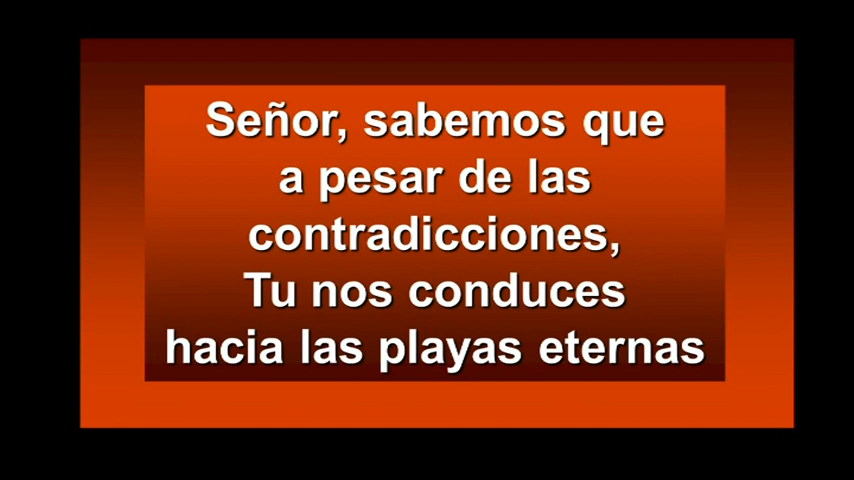 Señor, sabemos que
a pesar de las
contradicciones,
Tu nos conduces
hacia las playas eternas